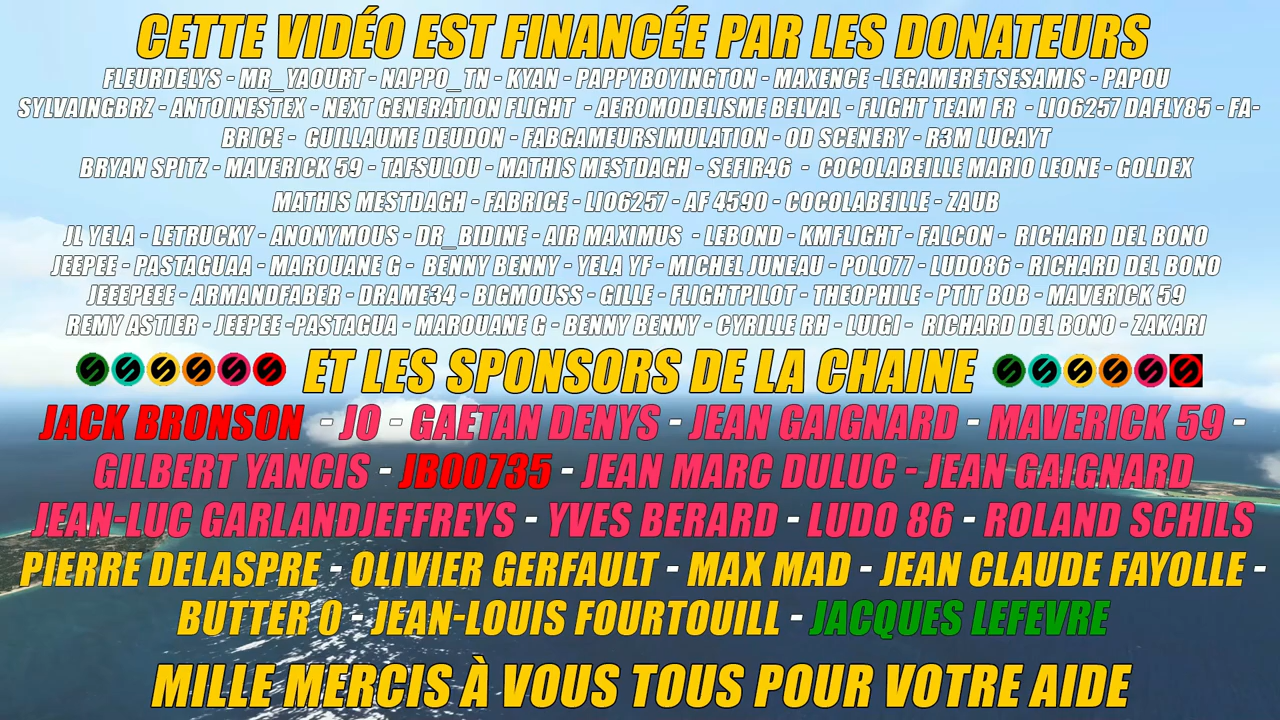 CETTE VIDÉO EST FINANCÉE PAR LES DONATEURS
FLEURDELYS - MR_YAOURT - NAPPO_TN - KYAN - PAPPYBOYINGTON - MAXENCE -LEGAMERETSESAMIS - PAPOU
SYLVAINGBRZ - ANTOINESTEX - NEXT GENERATION FLIGHT - AEROMODELISME BELVAL - FLIGHT TEAM FR - LIO6257 DAFLY85 - FA-
BRICE - GUILLAUME DEUDON - FABGAMEURSIMULATION - OD SCENERY - R3M LUCAYT
BRYAN SPITZ - MAVERICK 59 - TAFSULOU - MATHIS MESTDAGH - SEFIR46 - COCOLABEILLE MARIO LEONE - GOLDEX
MATHIS MESTDAGH - FABRICE - LIO6257 - AF 4590 - COCOLABEILLE - ZAUB
JL YELA - LETRUCKY - ANONYMOUS - DR_BIDINE - AIR MAXIMUS - LEBOND - KMFLIGHT - FALCON - RICHARD DEL BONO
JEEPEE - PASTAGUAA - MAROUANE G - BENNY BENNY - YELA YF - MICHEL JUNEAU - POLO77 - LUDO86 - RICHARD DEL BONO
JEEEPEEE - ARMANDFABER - DRAME34 - BIGMOUSS - GILLE - FLIGHTPILOT - THEOPHILE - PTIT BOB - MAVERICK 59
REMY ASTIER - JEEPEE -PASTAGUA - MAROUANE G - BENNY BENNY - CYRILLE RH - LUIGI - RICHARD DEL BONO - ZAKARI
ET LES SPONSORS DE LA CHAINE
JACK BRONSON - JO - GAETAN DENYS - JEAN GAIGNARD - MAVERICK 59 -
GILBERT YANCIS - JB00735 - JEAN MARC DULUC - JEAN GAIGNARD
JEAN-LUC GARLANDJEFFREYS - YVES BERARD - LUDO 86 - ROLAND SCHILS
PIERRE DELASPRE - OLIVIER GERFAULT - MAX MAD - JEAN CLAUDE FAYOLLE -
BUTTER O - JEAN-LOUIS FOURTOUILL - JACQUES LEFEVRE
MILLE MERCIS À VOUS TOUS POUR VOTRE AIDE